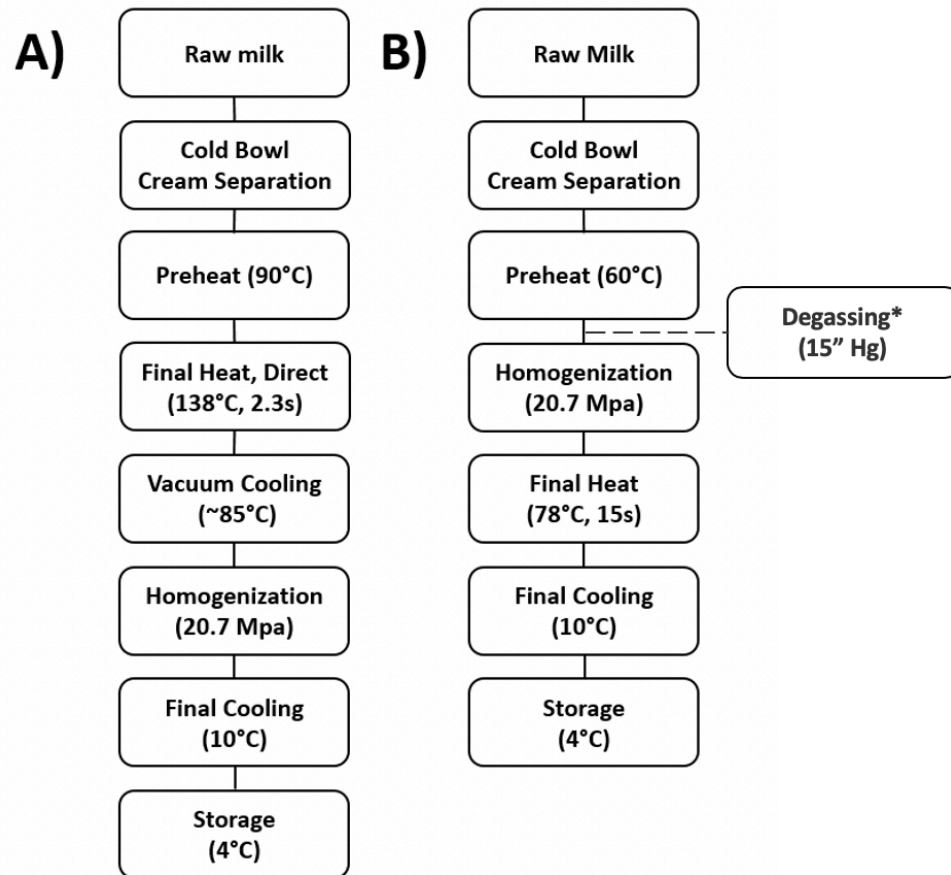 A)
Raw milk
Cold Bowl
Cream Separation
Preheat (90°C)
Final Heat, Direct
(138°C, 2.3s)
Vacuum Cooling
(~85°C)
Homogenization
(20.7 Mpa)
Final Cooling
(10°C)
Storage
(4°C)
B)
Raw Milk
Cold Bowl
Cream Separation
Preheat (60°C)
Degassing*
(15” Hg)
Homogenization
(20.7 Mpa)
Final Heat
(78°C, 15s)
Final Cooling
(10°C)
Storage
(4°C)